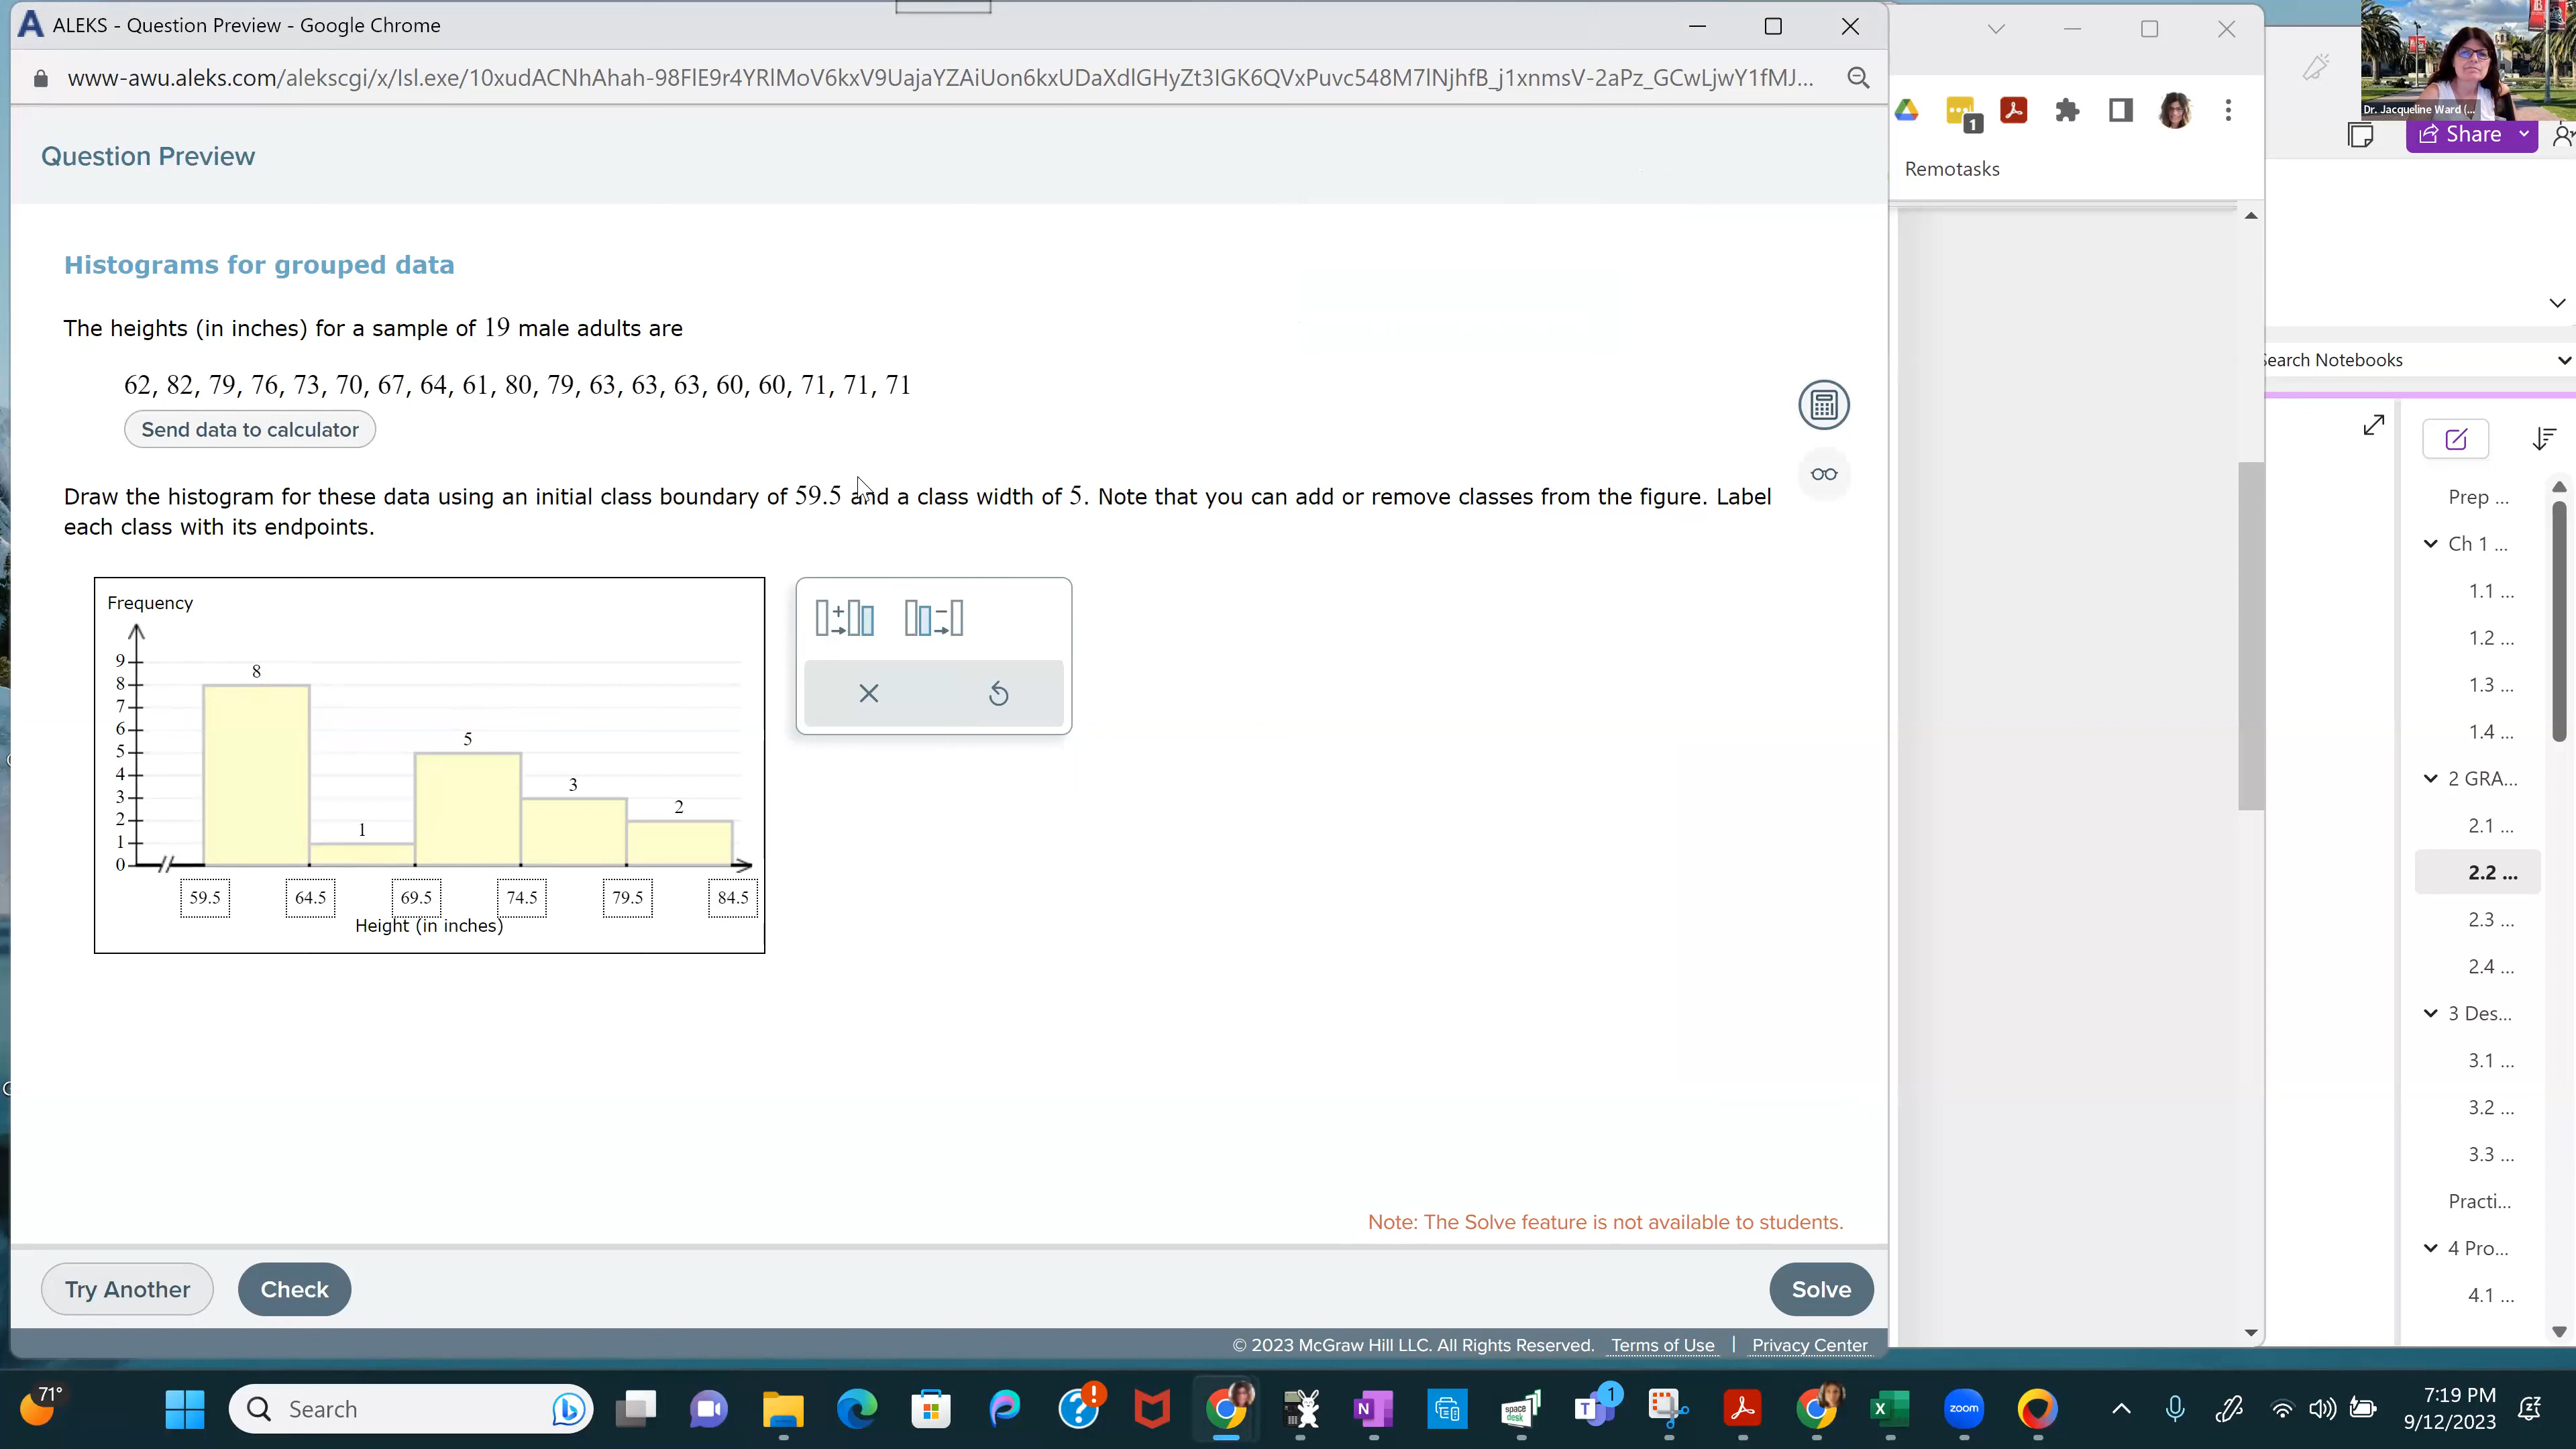 ALEKS - Question Preview - Google Chrome
www-awu.aleks.com/alekscgi/x/Isl.exe/10xudACNhAhah-98FlE9r4YRlMoV6kxV9UajaYZAiUon6kxUDaXdlGHyZt3IGK6QVxPuvc548M7lNjhfB_j1xnmsV-2aPz_GCwLjwY1fMJ...
Dr. Jacqueline Ward (...
Share
1
Remotasks
Question Preview
Histograms for grouped data
The heights (in inches) for a sample of 19 male adults are
62, 82, 79, 76, 73, 70, 67, 64, 61, 80, 79, 63, 63, 63, 60, 60, 71, 71, 71
Send data to calculator
Draw the histogram for these data using an initial class boundary of 59.5 and a class width of 5. Note that you can add or remove classes from the figure. Label
each class with its endpoints.
Frequency
9
8
7
6
5
4
3
2
1
0
8
1
5
3
2
59.5 64.5 69.5 74.5 79.5 84.5
Height (in inches)
Note: The Solve feature is not available to students.
Try Another
Check
Solve
© 2023 McGraw Hill LLC. All Rights Reserved. Terms of Use | Privacy Center
Search Notebooks
Prep ...
Ch 1 ...
1.1 ...
1.2 ...
1.3 ...
1.4 ...
2 GRA...
2.1 ...
2.2 ...
2.3 ...
2.4 ...
3 Des...
3.1 ...
3.2 ...
3.3 ...
Practi...
4 Pro...
4.1 ...
71°
Search
space
desk
1
zoom
7:19 PM
9/12/2023